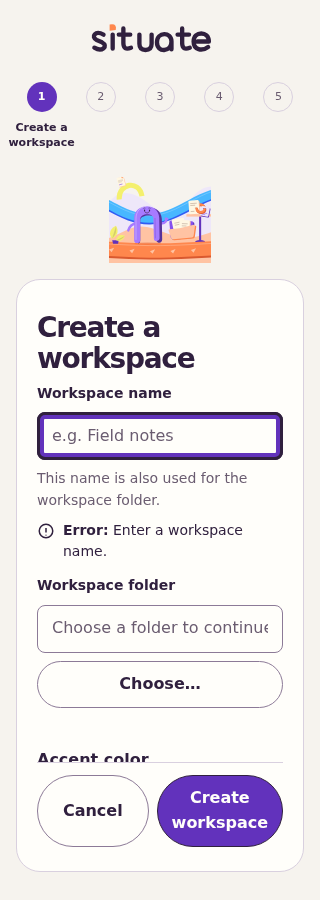 situate
1
2
3
4
5
Create a
workspace
Create a
workspace
Workspace name
e.g. Field notes
This name is also used for the
workspace folder.
Error: Enter a workspace
name.
Workspace folder
Choose a folder to continue
Choose…
Accent color
Cancel
Create
workspace